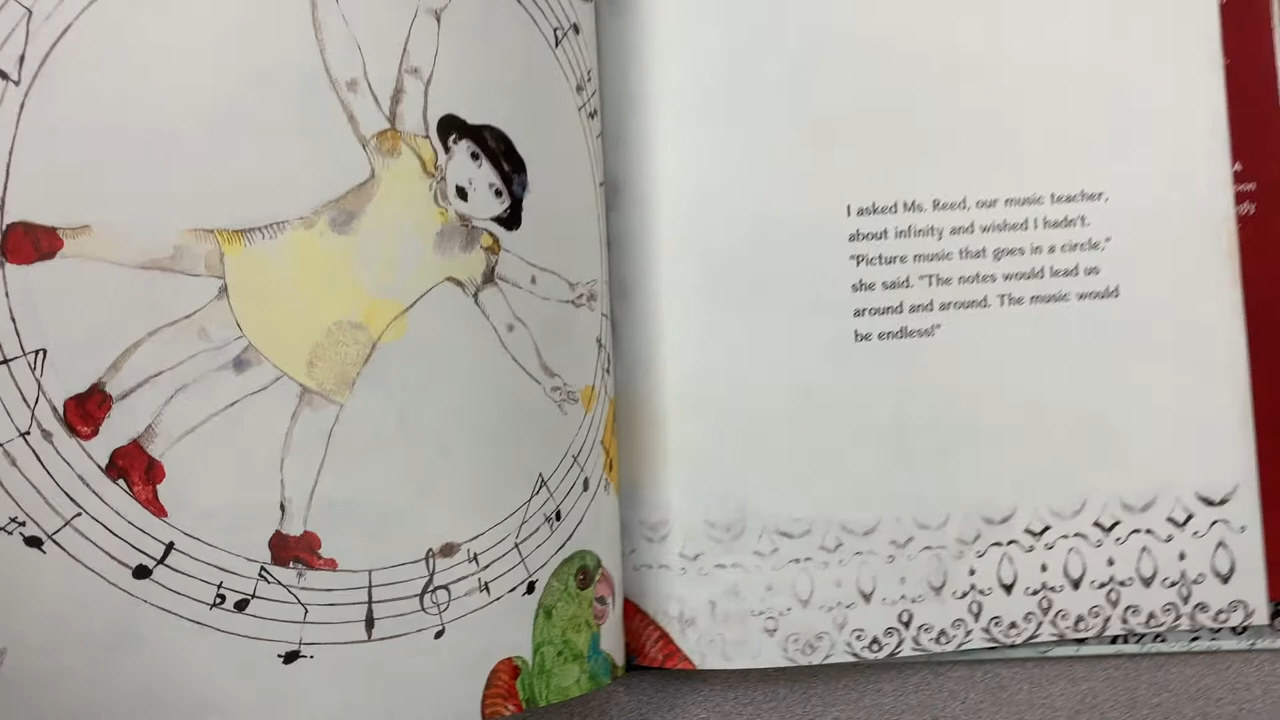 I asked Ms. Reed, our music teacher,
about infinity and wished I hadn't.
"Picture music that goes in a circle,"
she said. "The notes would lead us
around and around. The music would
be endless!"